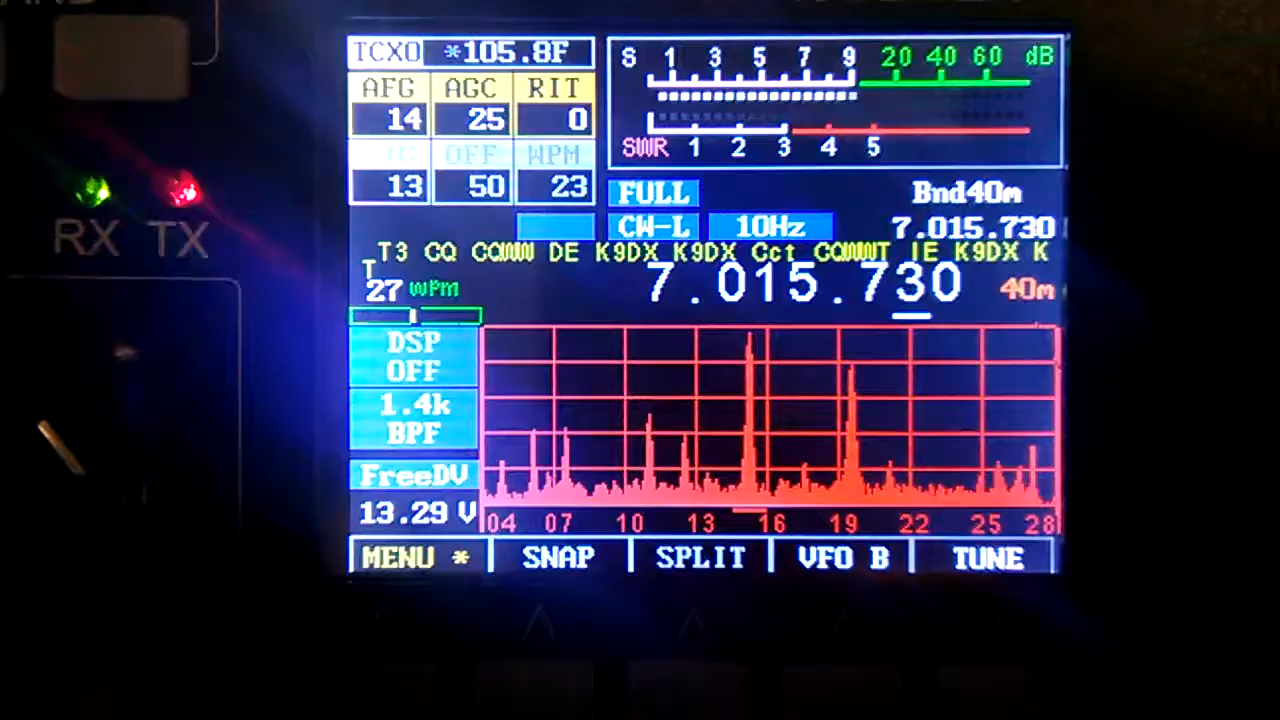 TCXO *105.8F
S 1 3 5 7 9 20 40 60 dB
AFG AGC RIT
14 25 0
SWR 1 2 3 4 5
OFF WPM
13 50 23
FULL Bnd40m
CW-L 10Hz 7.015.730
T3 CQ CQWW DE K9DX K9DX Cct CQWWT IE K9DX K
T
27 wPm 7.015.730 40m
DSP
OFF
1.4k
BPF
FreeDV
13.29 V
04 07 10 13 16 19 22 25 28
MENU * SNAP SPLIT VFO B TUNE
RX TX